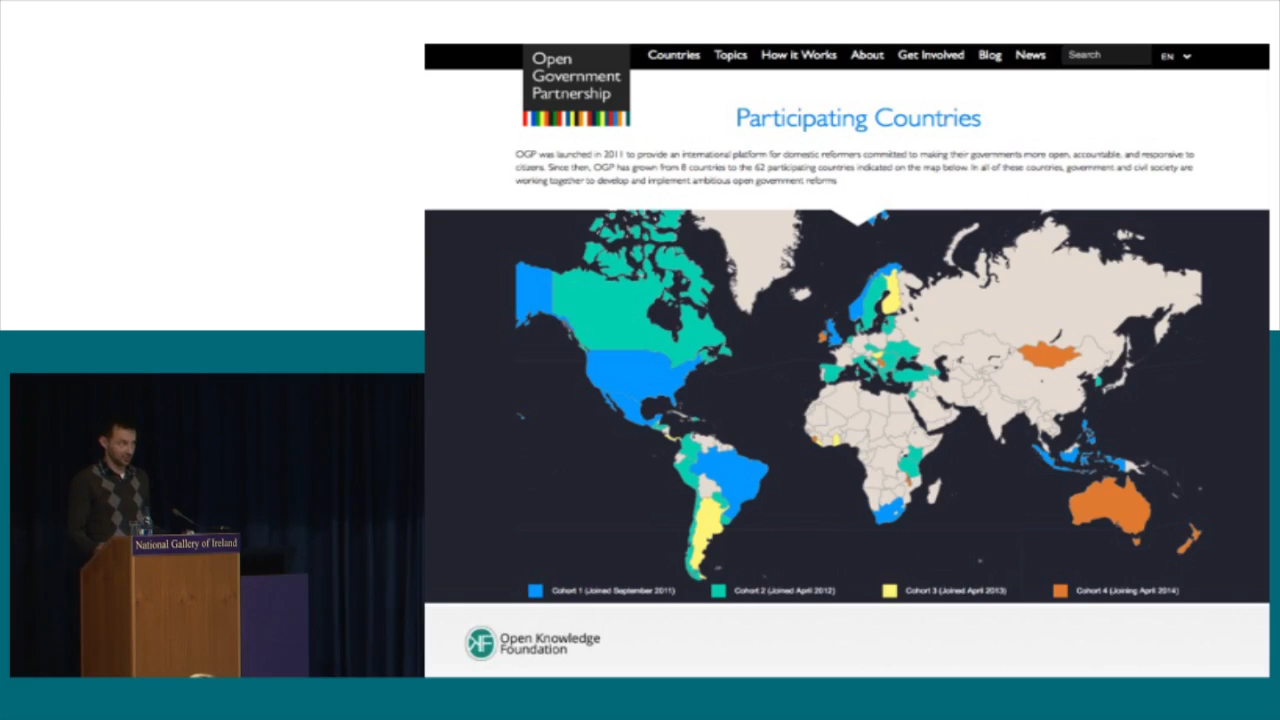 Open
Government
Partnership
Countries Topics How it Works About Get Involved Blog News Search EN
Participating Countries
OGP was launched in 2011 to provide an international platform for domestic reformers committed to making their governments more open, accountable, and responsive to
citizens. Since then, OGP has grown from 8 countries to the 62 participating countries indicated on the map below. In all of these countries, government and civil society are
working together to develop and implement ambitious open government reforms
Cohort 1 (Joined September 2011) Cohort 2 (Joined April 2012) Cohort 3 (Joined April 2013) Cohort 4 (Joining April 2014)
National Gallery of Ireland
Open Knowledge
Foundation